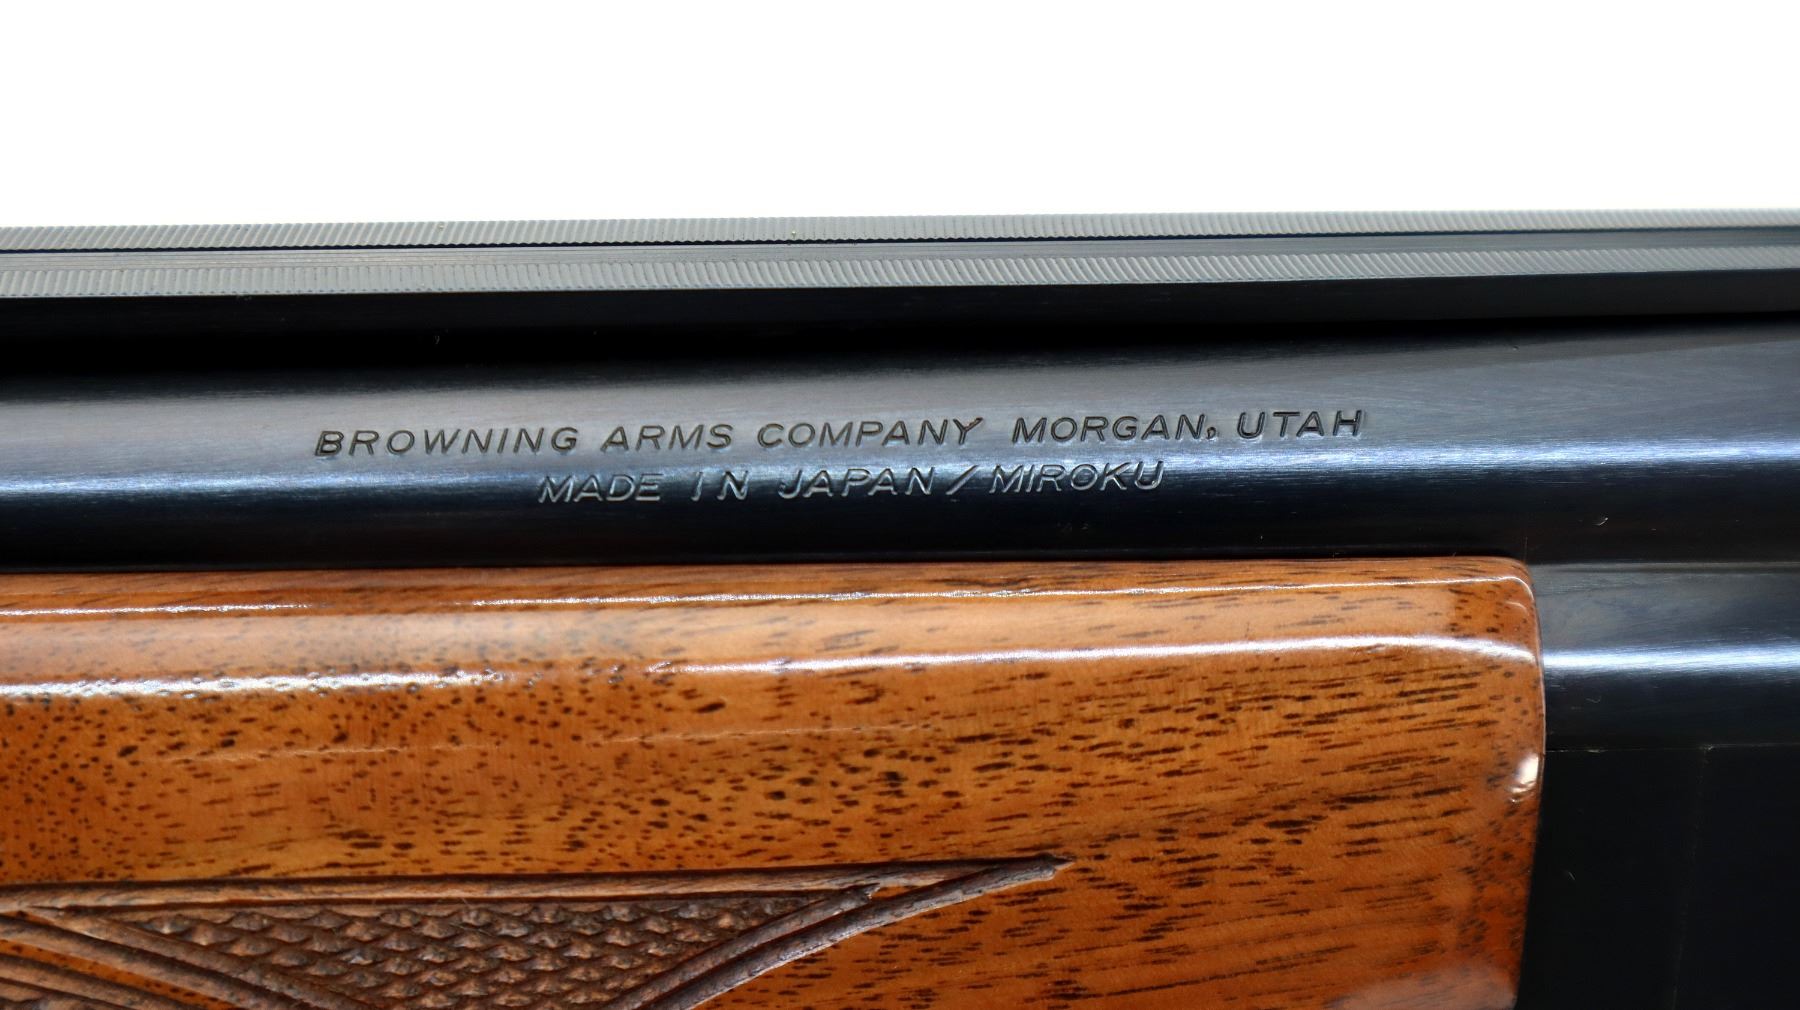 BROWNING ARMS COMPANY MORGAN, UTAH
MADE IN JAPAN/MIROKU